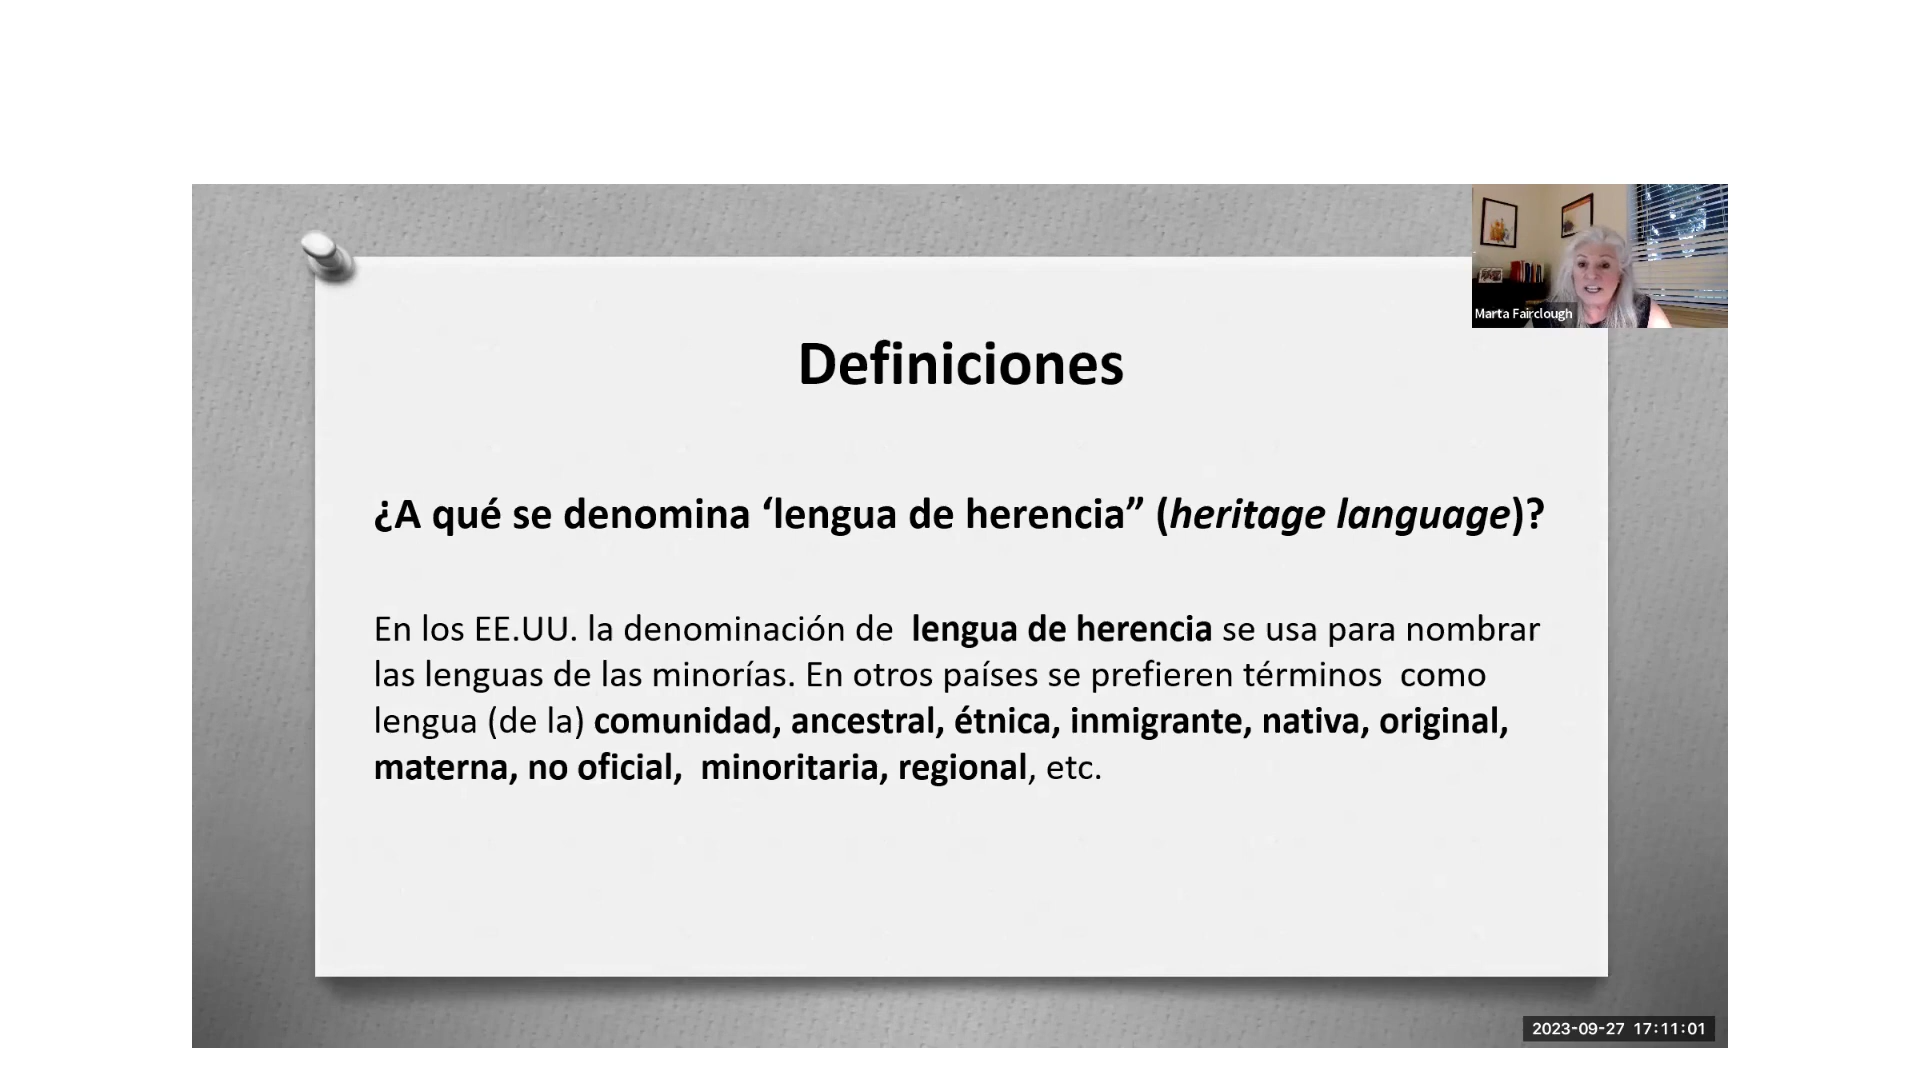 Marta Fairclough
Definiciones
¿A qué se denomina ‘lengua de herencia” (heritage language)?
En los EE.UU. la denominación de lengua de herencia se usa para nombrar
las lenguas de las minorías. En otros países se prefieren términos como
lengua (de la) comunidad, ancestral, étnica, inmigrante, nativa, original,
materna, no oficial, minoritaria, regional, etc.
2023-09-27 17:11:01